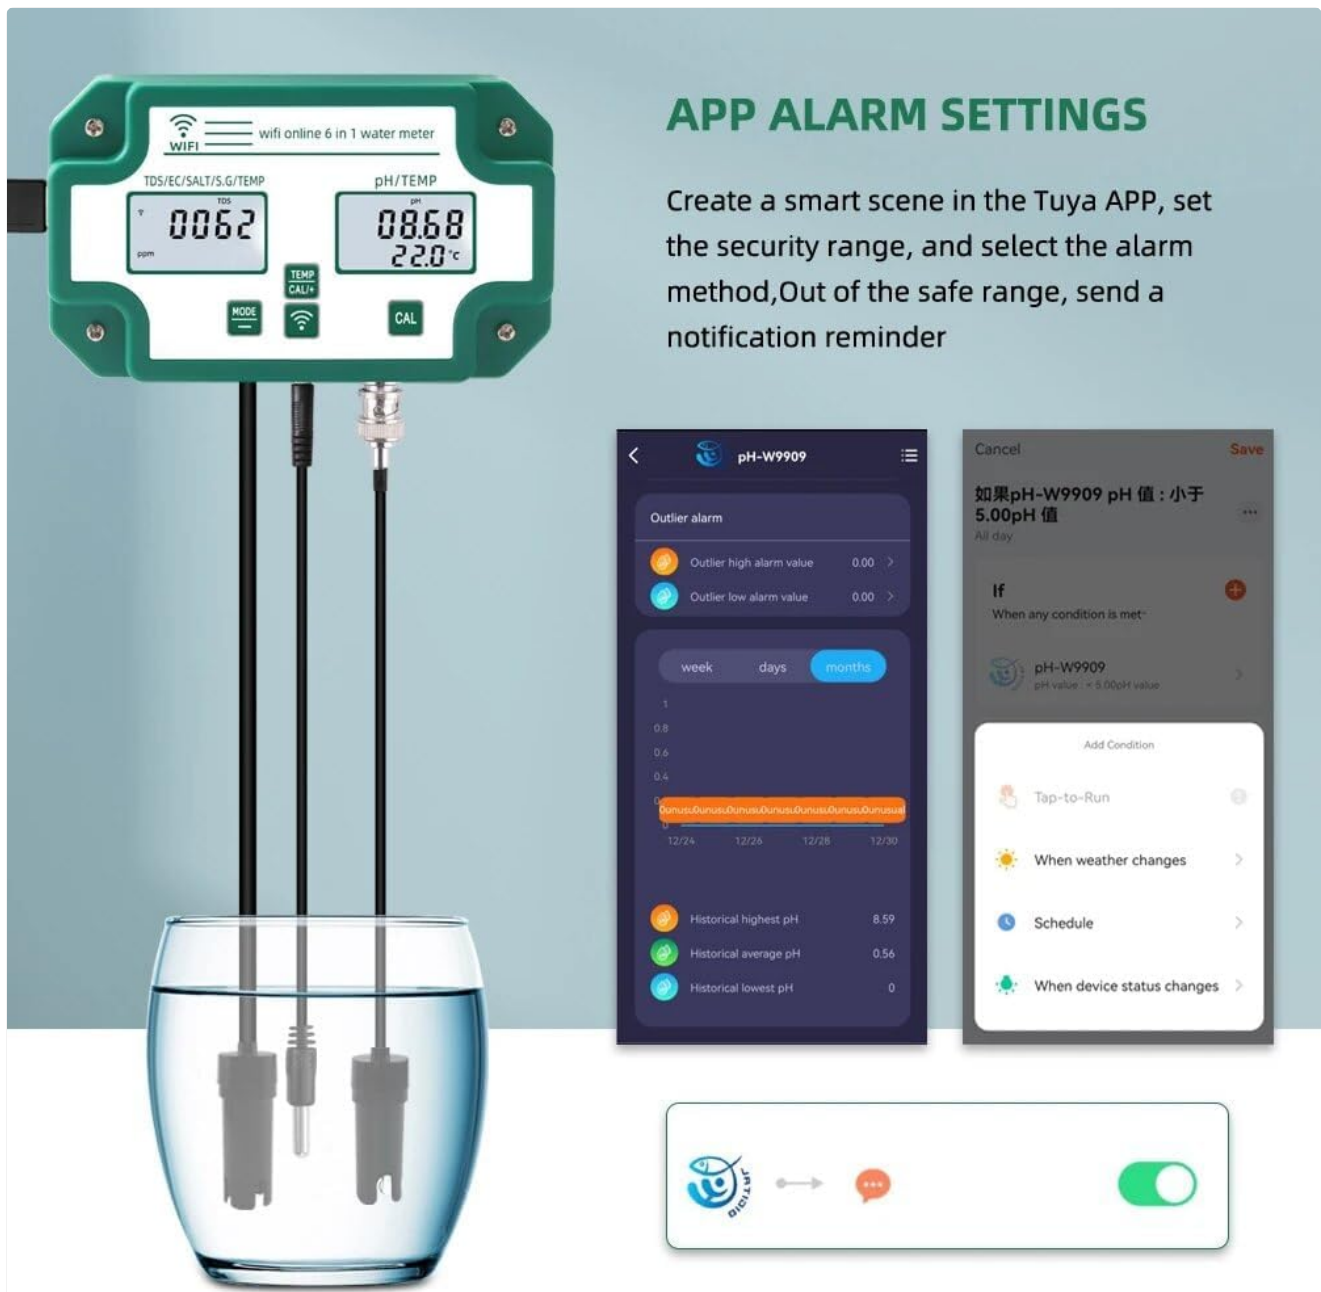 WIFI
wifi online 6 in 1 water meter
TDS/EC/SALT/S.G/TEMP
pH/TEMP
TDS
0062
ppm
pH
08.68
22.0 °C
TEMP
CAL/+
MODE
—
CAL
APP ALARM SETTINGS
Create a smart scene in the Tuya APP, set
the security range, and select the alarm
method,Out of the safe range, send a
notification reminder
pH-W9909
Outlier alarm
Outlier high alarm value 0.00 >
Outlier low alarm value 0.00 >
week days months
1
0.8
0.6
0.4
0unusu0unusu0unusu0unusu0unusu0unusu0unusual
0
12/24 12/26 12/28 12/30
Historical highest pH 8.59
Historical average pH 0.56
Historical lowest pH 0
Cancel Save
如果pH-W9909 pH 值 : 小于
5.00pH 值
All day
If
When any condition is met
pH-W9909
pH value : < 5.00pH value
Add Condition
Tap-to-Run
When weather changes
Schedule
When device status changes